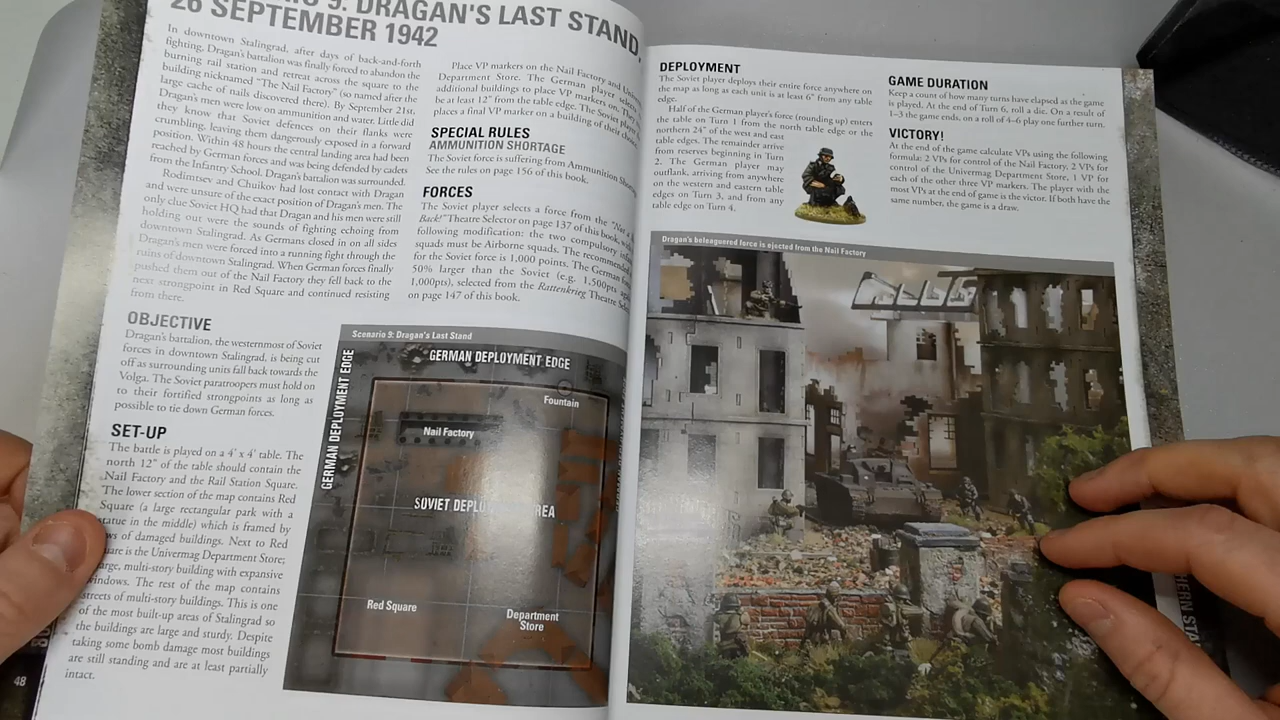 9: DRAGAN'S LAST STAND,
26 SEPTEMBER 1942
In downtown Stalingrad, after days of back-and-forth
fighting, Dragan's battalion was finally forced to abandon the
burning rail station and retreat across the square to the
building nicknamed "The Nail Factory" (so named after the
large cache of nails discovered there). By September 21st,
Dragan's men were low on ammunition and water. Little did
they know that Soviet defences on their flanks were
crumbling, leaving them dangerously exposed in a forward
position. Within 48 hours the central landing area had been
reached by German forces and was being defended by cadets
from the Infantry School. Dragan's battalion was surrounded.
Rodimtsev and Chuikov had lost contact with Dragan
and were unsure of the exact position of Dragan's men. The
only clue Soviet HQ had that Dragan and his men were still
holding out were the sounds of fighting echoing from
downtown Stalingrad. As Germans closed in on all sides
Dragan's men were forced into a running fight through the
ruins of downtown Stalingrad. When German forces finally
pushed them out of the Nail Factory they fell back to the
next strongpoint in Red Square and continued resisting
from there.
OBJECTIVE
Dragan's battalion, the westernmost of Soviet
forces in downtown Stalingrad, is being cut
off as surrounding units fall back towards the
Volga. The Soviet paratroopers must hold on
to their fortified strongpoints as long as
possible to tie down German forces.
SET-UP
The battle is played on a 4' x 4' table. The
north 12" of the table should contain the
Nail Factory and the Rail Station Square.
The lower section of the map contains Red
Square (a large rectangular park with a
statue in the middle) which is framed by
of damaged buildings. Next to Red
is the Univermag Department Store;
large, multi-story building with expansive
windows. The rest of the map contains
streets of multi-story buildings. This is one
of the most built-up areas of Stalingrad so
the buildings are large and sturdy. Despite
taking some bomb damage most buildings
are still standing and are at least partially
intact.
48
Place VP markers on the Nail Factory and
Department Store. The German player selects
additional buildings to place VP markers on. They
be at least 12" from the table edge. The Soviet player
places a final VP marker on a building of their choice.
SPECIAL RULES
AMMUNITION SHORTAGE
The Soviet force is suffering from Ammunition
See the rules on page 156 of this book.
FORCES
The Soviet player selects a force from the "Not
Back!" Theatre Selector on page 137 of this book,
following modification: the two compulsory
squads must be Airborne squads. The recommended
for the Soviet force is 1,000 points. The German
50% larger than the Soviet (e.g. 1,500pts
1,000pts), selected from the Rattenkrieg Theatre
on page 147 of this book.
Scenario 9: Dragan's Last Stand
GERMAN DEPLOYMENT EDGE
GERMAN DEPLOYMENT EDGE
Fountain
Nail Factory
SOVIET
Red Square
Department
Store
DEPLOYMENT
The Soviet player deploys their entire force anywhere on
the map as long as each unit is at least 6" from any table
edge.
Half of the German player's force (rounding up) enters
the table on Turn 1 from the north table edge or the
northern 24" of the west and east
table edges. The remainder arrive
from reserves beginning in Turn
2. The German player may
outflank, arriving from anywhere
on the western and eastern table
edges on Turn 3, and from any
table edge on Turn 4.
GAME DURATION
Keep a count of how many turns have elapsed as the game
is played. At the end of Turn 6, roll a die. On a result of
1–3 the game ends, on a roll of 4–6 play one further turn.
VICTORY!
At the end of the game calculate VPs using the following
formula: 2 VPs for control of the Nail Factory, 2 VPs for
control of the Univermag Department Store, 1 VP for
each of the other three VP markers. The player with the
most VPs at end of game is the victor. If both have the
same number, the game is a draw.
Dragan's beleaguered force is ejected from the Nail Factory